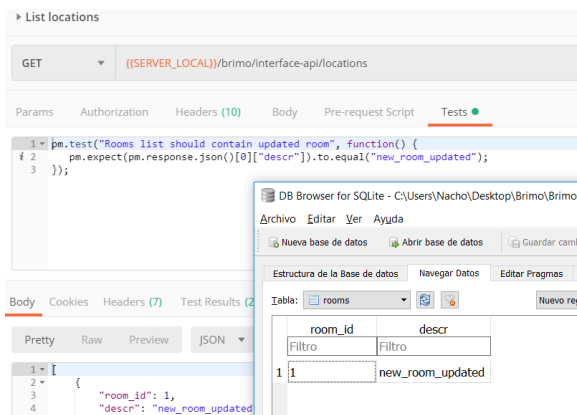 List locations
GET {{SERVER_LOCAL}}/brimo/interface-api/locations
Params Authorization Headers (10) Body Pre-request Script Tests
1 pm.test("Rooms list should contain updated room", function() {
i 2 pm.expect(pm.response.json()[0]["descr"]).to.equal("new_room_updated");
3 });
DB Browser for SQLite - C:\Users\Nacho\Desktop\Brimo\Brimo
Archivo Editar Ver Ayuda
Nueva base de datos Abrir base de datos Guardar cam
Estructura de la Base de datos Navegar Datos Editar Pragmas
Tabla: rooms Nuevo re
room_id descr
Filtro Filtro
1 1 new_room_updated
Body Cookies Headers (7) Test Results (2
Pretty Raw Preview JSON
1 [
2 {
3 "room_id": 1,
4 "descr": "new_room_updated